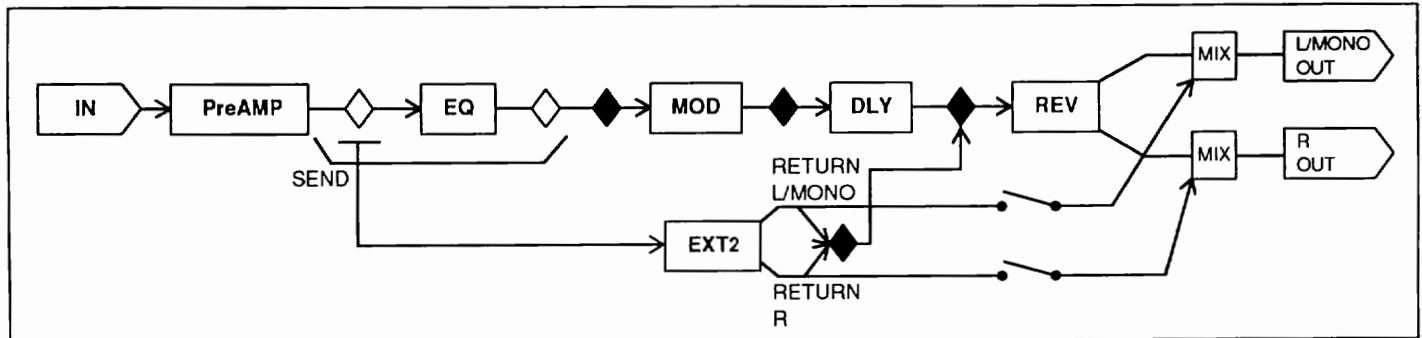 IN
PreAMP
EQ
MOD
DLY
REV
MIX
L/MONO
OUT
MIX
R
OUT
SEND
RETURN
L/MONO
EXT2
RETURN
R